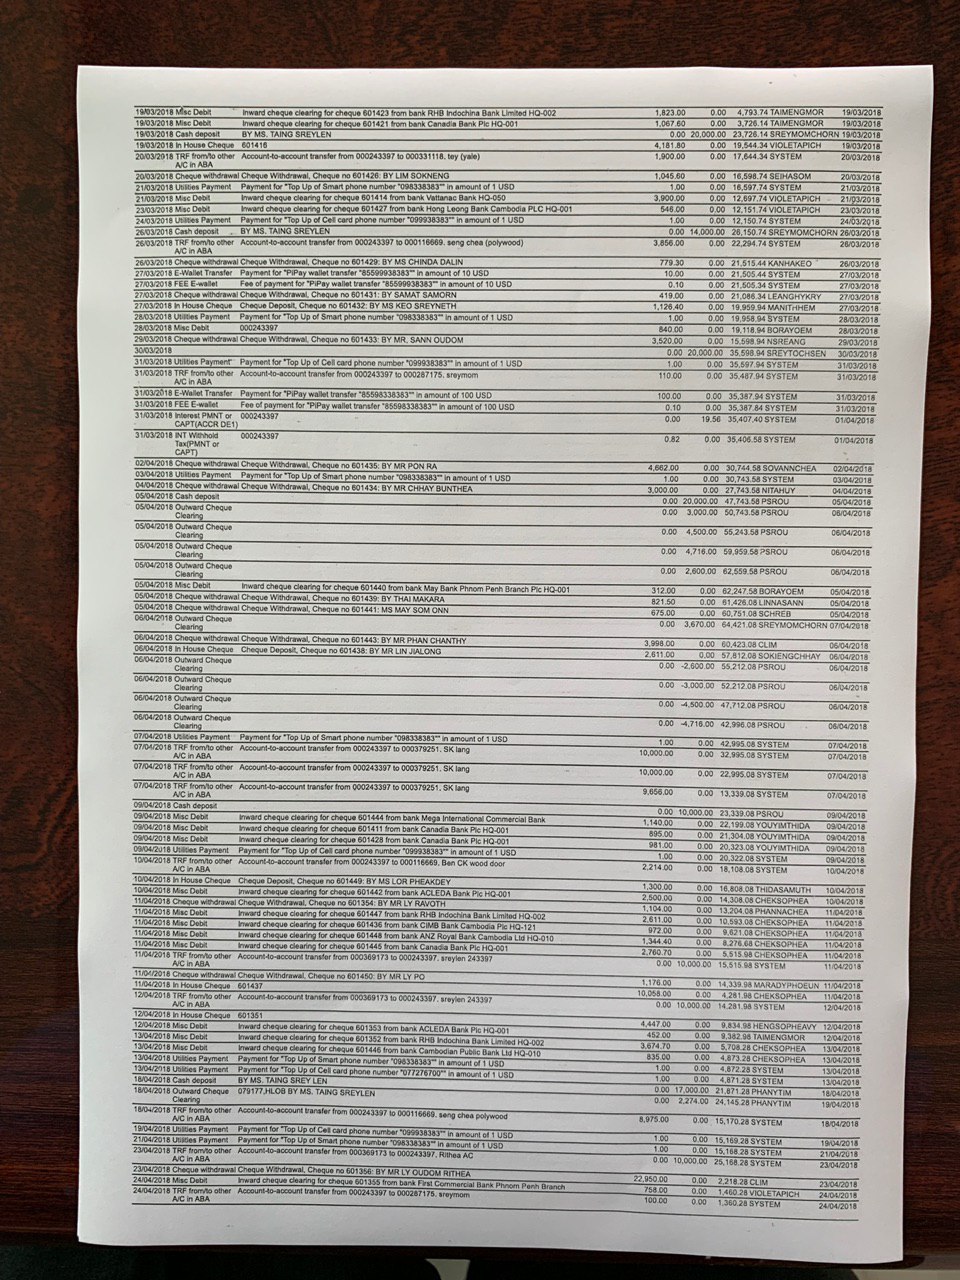 19/03/2018 Misc Debit Inward cheque clearing for cheque 601423 from bank RHB Indochina Bank Limited HQ-002 1,823.00 0.00 4,793.74 TAIMENGMOR 19/03/2018
19/03/2018 Misc Debit Inward cheque clearing for cheque 601421 from bank Canadia Bank Plc HQ-001 1,067.60 0.00 3,726.14 TAIMENGMOR 19/03/2018
19/03/2018 Cash deposit BY MS. TAING SREYLEN 0.00 20,000.00 23,726.14 SREYMOMCHORN 19/03/2018
19/03/2018 In House Cheque 601416 4,181.80 0.00 19,544.34 VIOLETAPICH 19/03/2018
20/03/2018 TRF from/to other Account-to-account transfer from 000243397 to 000331118. tey (yale) 1,900.00 0.00 17,644.34 SYSTEM 20/03/2018
A/C in ABA
20/03/2018 Cheque withdrawal Cheque Withdrawal, Cheque no 601426: BY LIM SOKNENG 1,045.60 0.00 16,598.74 SEIHASOM 20/03/2018
21/03/2018 Utilities Payment Payment for "Top Up of Smart phone number "098338383"" in amount of 1 USD 1.00 0.00 16,597.74 SYSTEM 21/03/2018
21/03/2018 Misc Debit Inward cheque clearing for cheque 601414 from bank Vattanac Bank HQ-050 3,900.00 0.00 12,697.74 VIOLETAPICH 21/03/2018
23/03/2018 Misc Debit Inward cheque clearing for cheque 601427 from bank Hong Leong Bank Cambodia PLC HQ-001 546.00 0.00 12,151.74 VIOLETAPICH 23/03/2018
24/03/2018 Utilities Payment Payment for "Top Up of Cell card phone number "099938383"" in amount of 1 USD 1.00 0.00 12,150.74 SYSTEM 24/03/2018
26/03/2018 Cash deposit BY MS. TAING SREYLEN 0.00 14,000.00 26,150.74 SREYMOMCHORN 26/03/2018
26/03/2018 TRF from/to other Account-to-account transfer from 000243397 to 000116669. seng chea (polywood) 3,856.00 0.00 22,294.74 SYSTEM 26/03/2018
A/C in ABA
26/03/2018 Cheque withdrawal Cheque Withdrawal, Cheque no 601429: BY MS CHINDA DALIN 779.30 0.00 21,515.44 KANHAKEO 26/03/2018
27/03/2018 E-Wallet Transfer Payment for "PiPay wallet transfer "85599938383"" in amount of 10 USD 10.00 0.00 21,505.44 SYSTEM 27/03/2018
27/03/2018 FEE E-wallet Fee of payment for "PiPay wallet transfer "85599938383"" in amount of 10 USD 0.10 0.00 21,505.34 SYSTEM 27/03/2018
27/03/2018 Cheque withdrawal Cheque Withdrawal, Cheque no 601431: BY SAMAT SAMORN 419.00 0.00 21,086.34 LEANGHYKRY 27/03/2018
27/03/2018 In House Cheque Cheque Deposit, Cheque no 601432: BY MS KEO SREYNETH 1,126.40 0.00 19,959.94 MANITHHEM 27/03/2018
28/03/2018 Utilities Payment Payment for "Top Up of Smart phone number "098338383"" in amount of 1 USD 1.00 0.00 19,958.94 SYSTEM 28/03/2018
28/03/2018 Misc Debit 000243397 840.00 0.00 19,118.94 BORAYOEM 28/03/2018
29/03/2018 Cheque withdrawal Cheque Withdrawal, Cheque no 601433: BY MR. SANN OUDOM 3,520.00 0.00 15,598.94 NSREANG 29/03/2018
30/03/2018 0.00 20,000.00 35,598.94 SREYTOCHSEN 30/03/2018
31/03/2018 Utilities Payment Payment for "Top Up of Cell card phone number "099938383"" in amount of 1 USD 1.00 0.00 35,597.94 SYSTEM 31/03/2018
31/03/2018 TRF from/to other Account-to-account transfer from 000243397 to 000287175. sreymom 110.00 0.00 35,487.94 SYSTEM 31/03/2018
A/C in ABA
31/03/2018 E-Wallet Transfer Payment for "PiPay wallet transfer "85598338383"" in amount of 100 USD 100.00 0.00 35,387.94 SYSTEM 31/03/2018
31/03/2018 FEE E-wallet Fee of payment for "PiPay wallet transfer "85598338383"" in amount of 100 USD 0.10 0.00 35,387.84 SYSTEM 31/03/2018
31/03/2018 Interest PMNT or 000243397 0.00 19.56 35,407.40 SYSTEM 01/04/2018
CAPT(ACCR DE1)
31/03/2018 INT Withhold 000243397 0.82 0.00 35,406.58 SYSTEM 01/04/2018
Tax(PMNT or
CAPT)
02/04/2018 Cheque withdrawal Cheque Withdrawal, Cheque no 601435: BY MR PON RA 4,662.00 0.00 30,744.58 SOVANNCHEA 02/04/2018
03/04/2018 Utilities Payment Payment for "Top Up of Smart phone number "098338383"" in amount of 1 USD 1.00 0.00 30,743.58 SYSTEM 03/04/2018
04/04/2018 Cheque withdrawal Cheque Withdrawal, Cheque no 601434: BY MR CHHAY BUNTHEA 3,000.00 0.00 27,743.58 NITAHUY 04/04/2018
05/04/2018 Cash deposit 0.00 20,000.00 47,743.58 PSROU 05/04/2018
05/04/2018 Outward Cheque 0.00 3,000.00 50,743.58 PSROU 06/04/2018
Clearing
05/04/2018 Outward Cheque 0.00 4,500.00 55,243.58 PSROU 06/04/2018
Clearing
05/04/2018 Outward Cheque 0.00 4,716.00 59,959.58 PSROU 06/04/2018
Clearing
05/04/2018 Outward Cheque 0.00 2,600.00 62,559.58 PSROU 06/04/2018
Clearing
05/04/2018 Misc Debit Inward cheque clearing for cheque 601440 from bank May Bank Phnom Penh Branch Plc HQ-001 312.00 0.00 62,247.58 BORAYOEM 05/04/2018
05/04/2018 Cheque withdrawal Cheque Withdrawal, Cheque no 601439: BY THAI MAKARA 821.50 0.00 61,426.08 LINNASANN 05/04/2018
05/04/2018 Cheque withdrawal Cheque Withdrawal, Cheque no 601441: MS MAY SOM ONN 675.00 0.00 60,751.08 SCHREB 05/04/2018
06/04/2018 Outward Cheque 0.00 3,670.00 64,421.08 SREYMOMCHORN 07/04/2018
Clearing
06/04/2018 Cheque withdrawal Cheque Withdrawal, Cheque no 601443: BY MR PHAN CHANTHY 3,998.00 0.00 60,423.08 CLIM 06/04/2018
06/04/2018 In House Cheque Cheque Deposit, Cheque no 601438: BY MR LIN JIALONG 2,611.00 0.00 57,812.08 SOKIENGCHHAY 06/04/2018
06/04/2018 Outward Cheque 0.00 -2,600.00 55,212.08 PSROU 06/04/2018
Clearing
06/04/2018 Outward Cheque 0.00 -3,000.00 52,212.08 PSROU 06/04/2018
Clearing
06/04/2018 Outward Cheque 0.00 -4,500.00 47,712.08 PSROU 06/04/2018
Clearing
06/04/2018 Outward Cheque 0.00 -4,716.00 42,996.08 PSROU 06/04/2018
Clearing
07/04/2018 Utilities Payment Payment for "Top Up of Smart phone number "098338383"" in amount of 1 USD 1.00 0.00 42,995.08 SYSTEM 07/04/2018
07/04/2018 TRF from/to other Account-to-account transfer from 000243397 to 000379251. SK lang 10,000.00 0.00 32,995.08 SYSTEM 07/04/2018
A/C in ABA
07/04/2018 TRF from/to other Account-to-account transfer from 000243397 to 000379251. SK lang 10,000.00 0.00 22,995.08 SYSTEM 07/04/2018
A/C in ABA
07/04/2018 TRF from/to other Account-to-account transfer from 000243397 to 000379251. SK lang 9,656.00 0.00 13,339.08 SYSTEM 07/04/2018
A/C in ABA
09/04/2018 Cash deposit 0.00 10,000.00 23,339.08 PSROU 09/04/2018
09/04/2018 Misc Debit Inward cheque clearing for cheque 601444 from bank Mega International Commercial Bank 1,140.00 0.00 22,199.08 YOUYIMTHIDA 09/04/2018
09/04/2018 Misc Debit Inward cheque clearing for cheque 601411 from bank Canadia Bank Plc HQ-001 895.00 0.00 21,304.08 YOUYIMTHIDA 09/04/2018
09/04/2018 Misc Debit Inward cheque clearing for cheque 601428 from bank Canadia Bank Plc HQ-001 981.00 0.00 20,323.08 YOUYIMTHIDA 09/04/2018
09/04/2018 Utilities Payment Payment for "Top Up of Cell card phone number "099938383"" in amount of 1 USD 1.00 0.00 20,322.08 SYSTEM 09/04/2018
10/04/2018 TRF from/to other Account-to-account transfer from 000243397 to 000116669. Ben CK wood door 2,214.00 0.00 18,108.08 SYSTEM 10/04/2018
A/C in ABA
10/04/2018 In House Cheque Cheque Deposit, Cheque no 601449: BY MS LOR PHEAKDEY 1,300.00 0.00 16,808.08 THIDASAMUTH 10/04/2018
10/04/2018 Misc Debit Inward cheque clearing for cheque 601442 from bank ACLEDA Bank Plc HQ-001 2,500.00 0.00 14,308.08 CHEKSOPHEA 10/04/2018
11/04/2018 Cheque withdrawal Cheque Withdrawal, Cheque no 601354: BY MR LY RAVOTH 1,104.00 0.00 13,204.08 PHANNACHEA 11/04/2018
11/04/2018 Misc Debit Inward cheque clearing for cheque 601447 from bank RHB Indochina Bank Limited HQ-002 2,611.00 0.00 10,593.08 CHEKSOPHEA 11/04/2018
11/04/2018 Misc Debit Inward cheque clearing for cheque 601436 from bank CIMB Bank Cambodia Plc HQ-121 972.00 0.00 9,621.08 CHEKSOPHEA 11/04/2018
11/04/2018 Misc Debit Inward cheque clearing for cheque 601448 from bank ANZ Royal Bank Cambodia Ltd HQ-010 1,344.40 0.00 8,276.68 CHEKSOPHEA 11/04/2018
11/04/2018 Misc Debit Inward cheque clearing for cheque 601445 from bank Canadia Bank Plc HQ-001 2,760.70 0.00 5,515.98 CHEKSOPHEA 11/04/2018
11/04/2018 TRF from/to other Account-to-account transfer from 000369173 to 000243397. sreylen 243397 0.00 10,000.00 15,515.98 SYSTEM 11/04/2018
A/C in ABA
11/04/2018 Cheque withdrawal Cheque Withdrawal, Cheque no 601450: BY MR LY PO 1,176.00 0.00 14,339.98 MARADYPHOEUN 11/04/2018
11/04/2018 In House Cheque 601437 10,058.00 0.00 4,281.98 CHEKSOPHEA 11/04/2018
12/04/2018 TRF from/to other Account-to-account transfer from 000369173 to 000243397. sreylen 243397 0.00 10,000.00 14,281.98 SYSTEM 12/04/2018
A/C in ABA
12/04/2018 In House Cheque 601351 4,447.00 0.00 9,834.98 HENGSOPHEAVY 12/04/2018
12/04/2018 Misc Debit Inward cheque clearing for cheque 601353 from bank ACLEDA Bank Plc HQ-001 452.00 0.00 9,382.98 TAIMENGMOR 12/04/2018
13/04/2018 Misc Debit Inward cheque clearing for cheque 601352 from bank RHB Indochina Bank Limited HQ-002 3,674.70 0.00 5,708.28 CHEKSOPHEA 13/04/2018
13/04/2018 Misc Debit Inward cheque clearing for cheque 601446 from bank Cambodian Public Bank Ltd HQ-010 835.00 0.00 4,873.28 CHEKSOPHEA 13/04/2018
13/04/2018 Utilities Payment Payment for "Top Up of Smart phone number "098338383"" in amount of 1 USD 1.00 0.00 4,872.28 SYSTEM 13/04/2018
13/04/2018 Utilities Payment Payment for "Top Up of Cell card phone number "077276700"" in amount of 1 USD 1.00 0.00 4,871.28 SYSTEM 13/04/2018
18/04/2018 Cash deposit BY MS. TAING SREY LEN 0.00 17,000.00 21,871.28 PHANYTIM 18/04/2018
18/04/2018 Outward Cheque 079177,HLOB BY MS. TAING SREYLEN 0.00 2,274.00 24,145.28 PHANYTIM 19/04/2018
Clearing
18/04/2018 TRF from/to other Account-to-account transfer from 000243397 to 000116669. seng chea polywood 8,975.00 0.00 15,170.28 SYSTEM 18/04/2018
A/C in ABA
19/04/2018 Utilities Payment Payment for "Top Up of Cell card phone number "099938383"" in amount of 1 USD 1.00 0.00 15,169.28 SYSTEM 19/04/2018
21/04/2018 Utilities Payment Payment for "Top Up of Smart phone number "098338383"" in amount of 1 USD 1.00 0.00 15,168.28 SYSTEM 21/04/2018
23/04/2018 TRF from/to other Account-to-account transfer from 000369173 to 000243397. Rithea AC 0.00 10,000.00 25,168.28 SYSTEM 23/04/2018
A/C in ABA
23/04/2018 Cheque withdrawal Cheque Withdrawal, Cheque no 601356: BY MR LY OUDOM RITHEA 22,950.00 0.00 2,218.28 CLIM 23/04/2018
24/04/2018 Misc Debit Inward cheque clearing for cheque 601355 from bank First Commercial Bank Phnom Penh Branch 758.00 0.00 1,460.28 VIOLETAPICH 24/04/2018
24/04/2018 TRF from/to other Account-to-account transfer from 000243397 to 000287175. sreymom 100.00 0.00 1,360.28 SYSTEM 24/04/2018
A/C in ABA